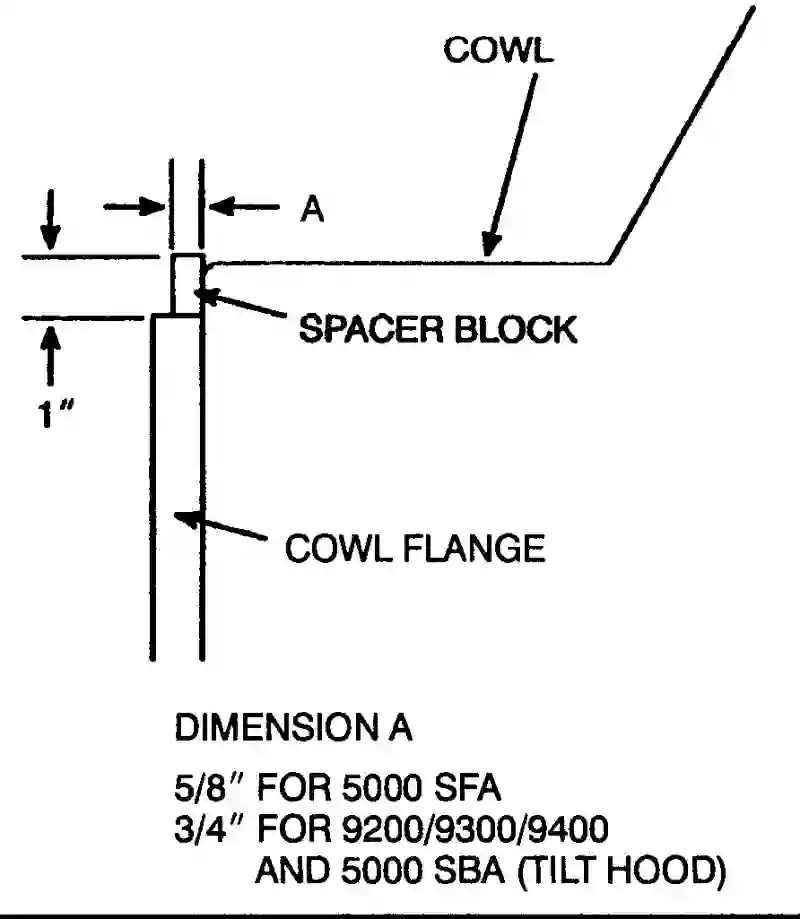 COWL
A
SPACER BLOCK
1"
COWL FLANGE
DIMENSION A
5/8" FOR 5000 SFA
3/4" FOR 9200/9300/9400
AND 5000 SBA (TILT HOOD)